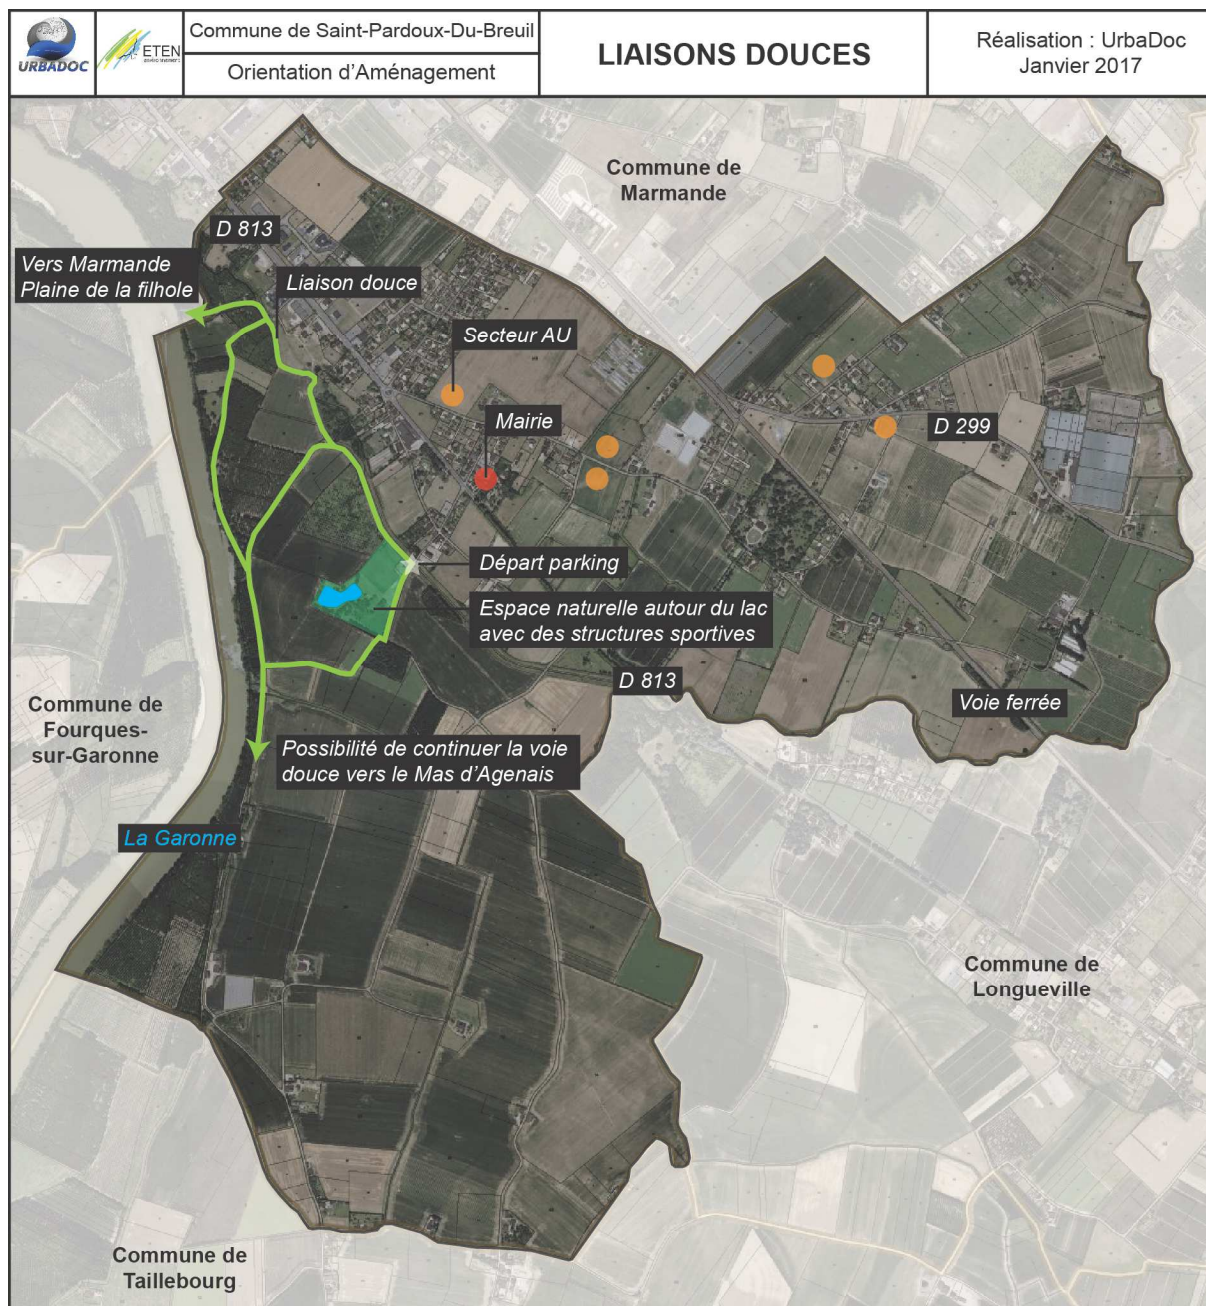 URBADOC
ETEN
Commune de Saint-Pardoux-Du-Breuil
Orientation d'Aménagement
LIAISONS DOUCES
Réalisation : UrbaDoc
Janvier 2017
Commune de
Marmande
D 813
Vers Marmande
Plaine de la filhole
Liaison douce
Secteur AU
Mairie
D 299
Départ parking
Espace naturelle autour du lac
avec des structures sportives
D 813
Voie ferrée
Commune de
Fourques-
sur-Garonne
Possibilité de continuer la voie
douce vers le Mas d'Agenais
La Garonne
Commune de
Longueville
Commune de
Taillebourg